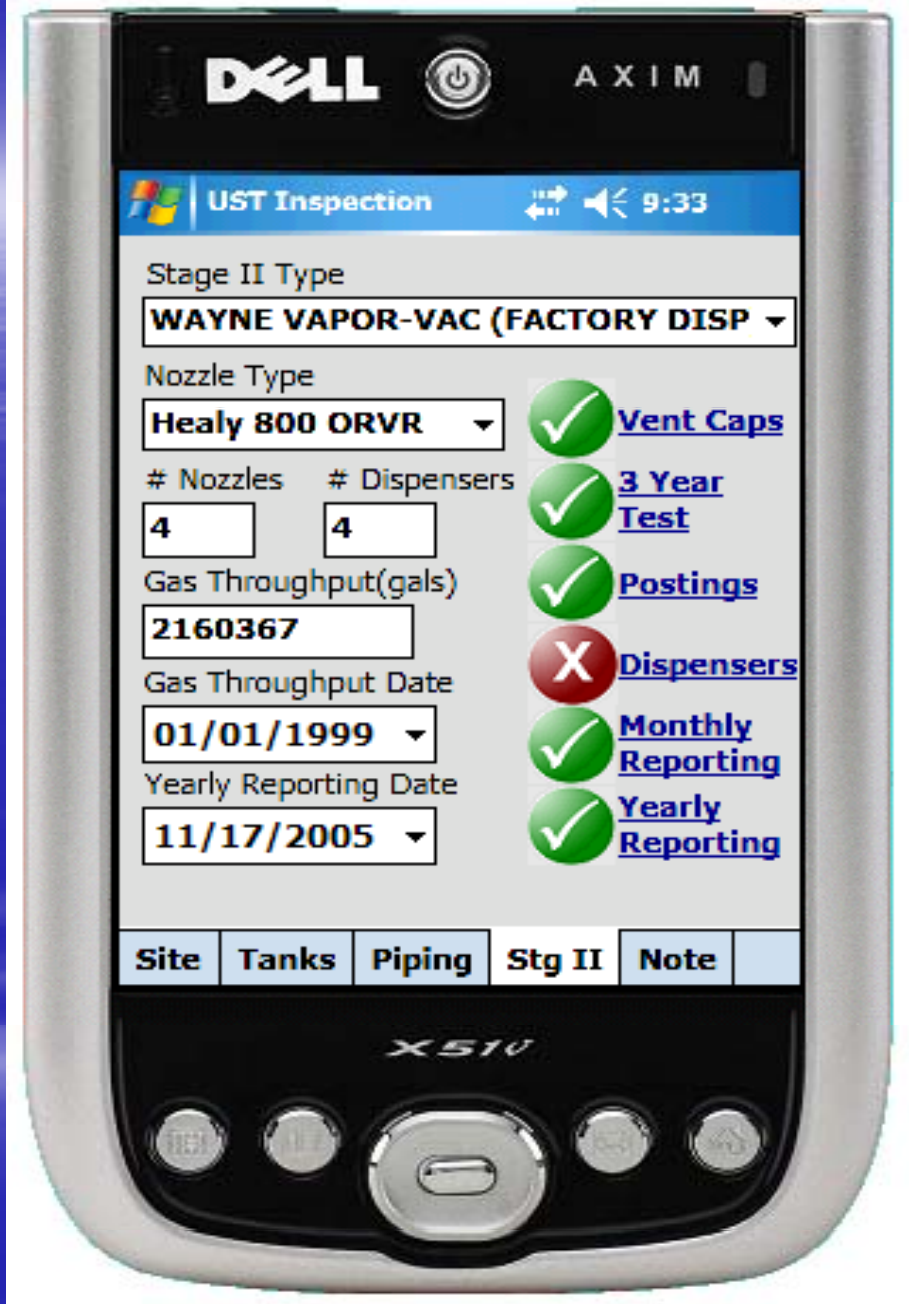 DELL AXIM
UST Inspection 9:33
Stage II Type
WAYNE VAPOR-VAC (FACTORY DISP
Nozzle Type
Healy 800 ORVR
Vent Caps
# Nozzles # Dispensers
4 4
3 Year
Test
Gas Throughput(gals)
2160367
Postings
Gas Throughput Date
01/01/1999
Dispensers
Yearly Reporting Date
11/17/2005
Monthly
Reporting
Yearly
Reporting
Site Tanks Piping Stg II Note
X51v